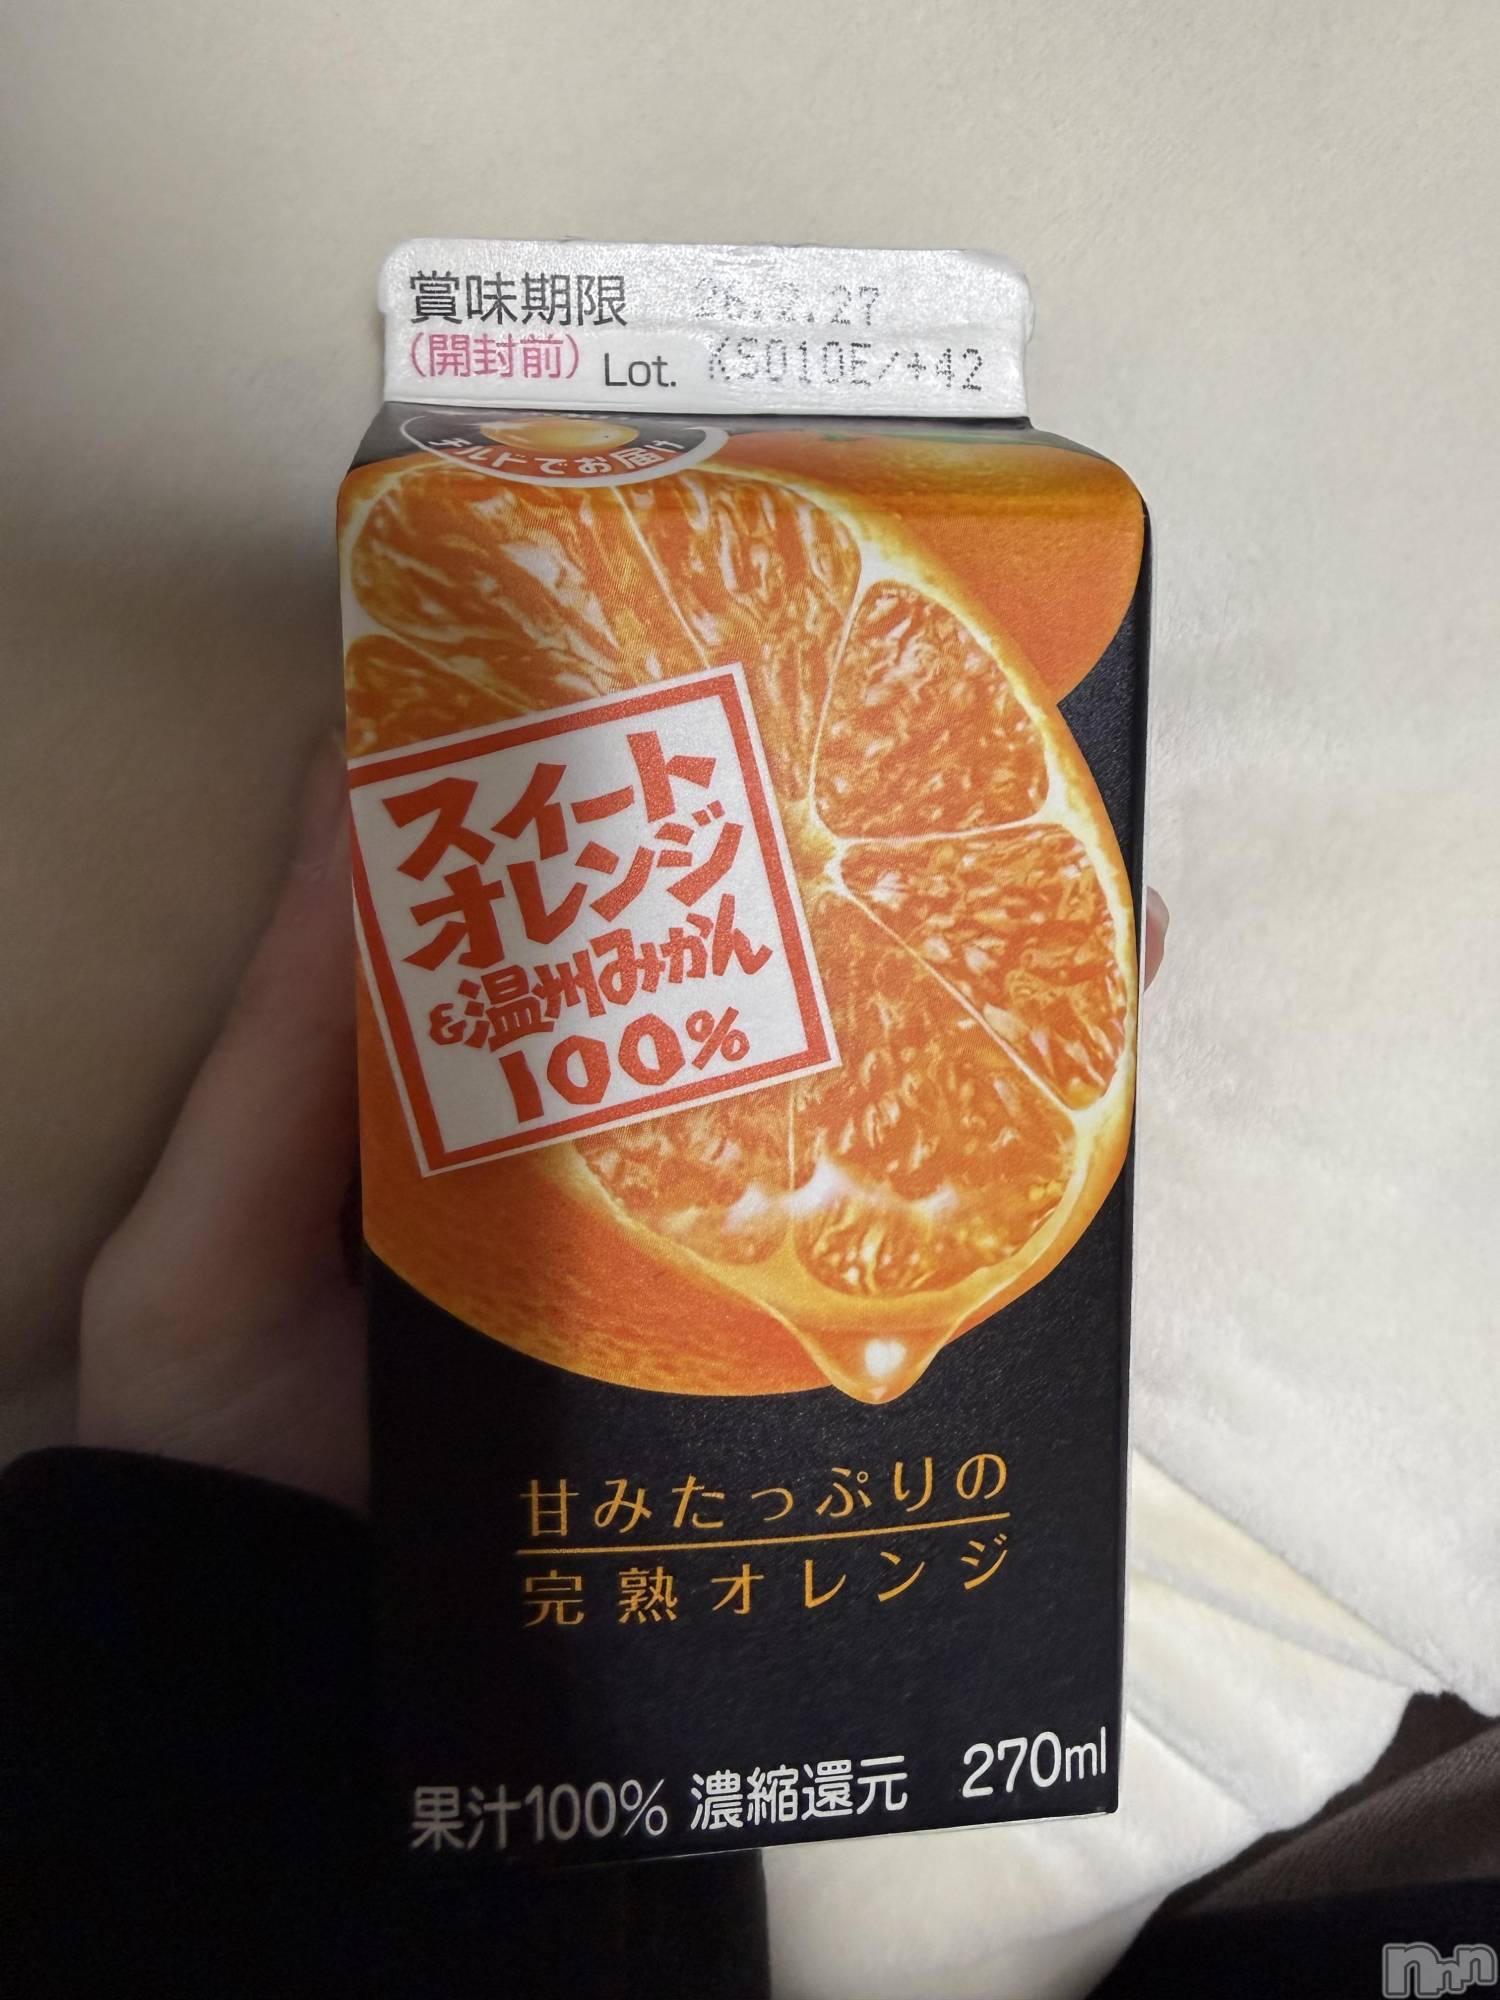 賞味期限 26.2.27
(開封前) Lot. KS010E/+42
チルドでお届け
スイート
オレンジ
&温州みかん
100%
甘みたっぷりの
完熟オレンジ
果汁100% 濃縮還元 270ml
nnn